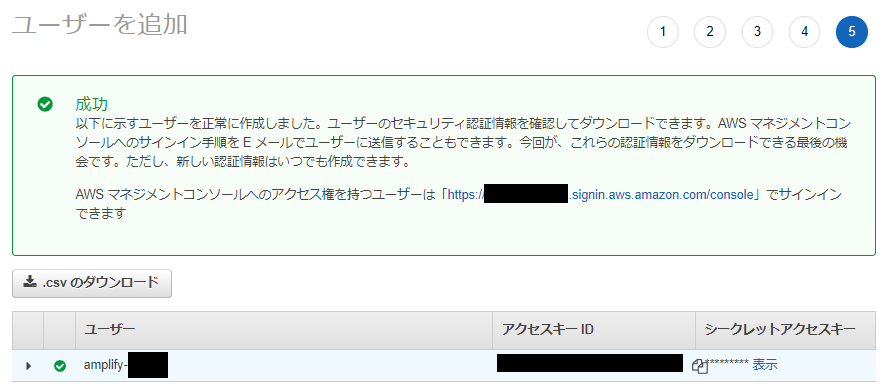 ユーザーを追加
1 2 3 4 5
成功
以下に示すユーザーを正常に作成しました。ユーザーのセキュリティ認証情報を確認してダウンロードできます。AWS マネジメントコン
ソールへのサインイン手順を E メールでユーザーに送信することもできます。今回が、これらの認証情報をダウンロードできる最後の機
会です。ただし、新しい認証情報はいつでも作成できます。
AWS マネジメントコンソールへのアクセス権を持つユーザーは「https:// .signin.aws.amazon.com/console」でサインイン
できます
.csv のダウンロード
ユーザー アクセスキー ID シークレットアクセスキー
amplify- ********* 表示